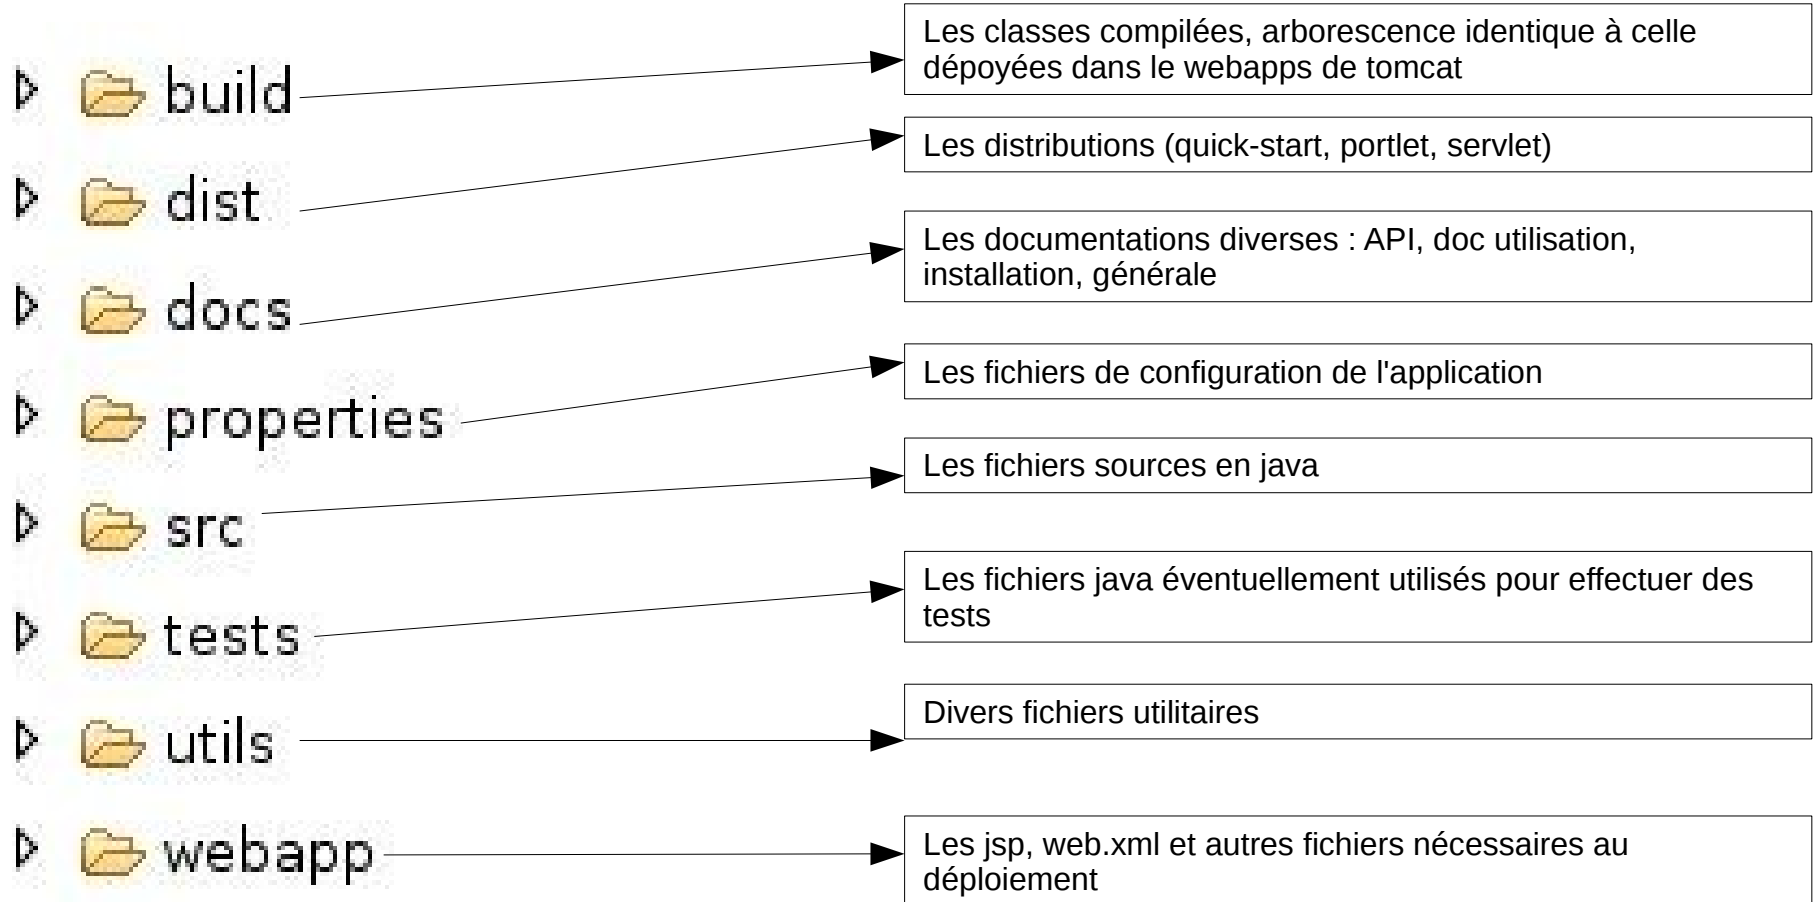 build
Les classes compilées, arborescence identique à celle
dépoyées dans le webapps de tomcat
dist
Les distributions (quick-start, portlet, servlet)
docs
Les documentations diverses : API, doc utilisation,
installation, générale
properties
Les fichiers de configuration de l'application
src
Les fichiers sources en java
tests
Les fichiers java éventuellement utilisés pour effectuer des
tests
utils
Divers fichiers utilitaires
webapp
Les jsp, web.xml et autres fichiers nécessaires au
déploiement